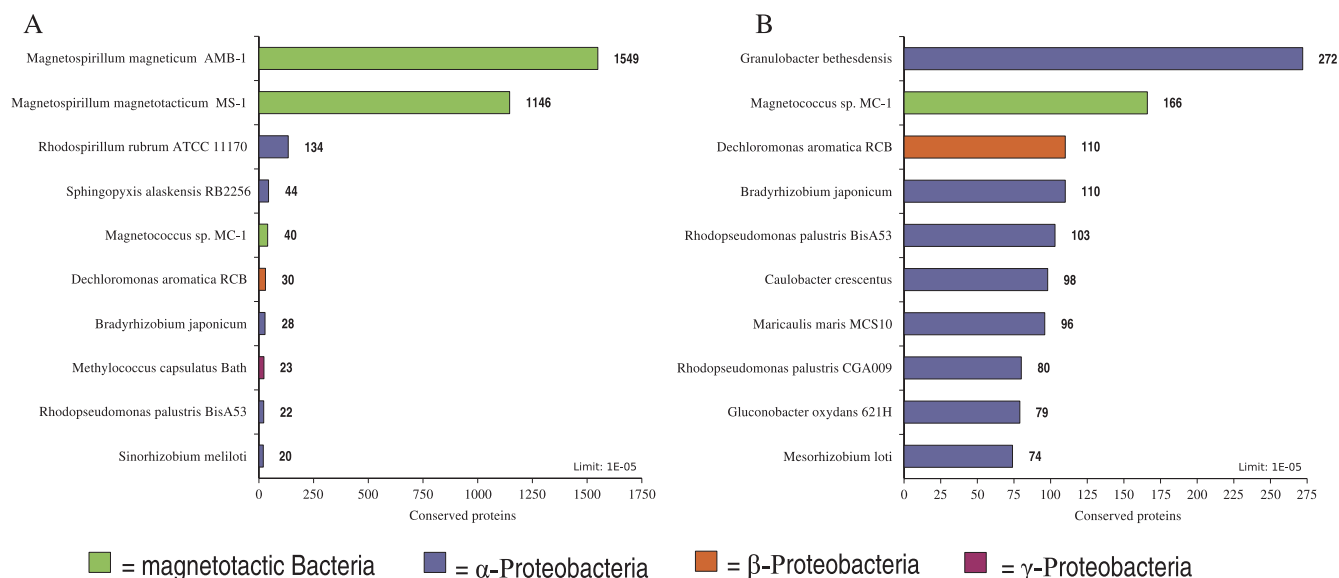 A
Magnetospirillum magneticum AMB-1 1549
Magnetospirillum magnetotacticum MS-1 1146
Rhodospirillum rubrum ATCC 11170 134
Sphingopyxis alaskensis RB2256 44
Magnetococcus sp. MC-1 40
Dechloromonas aromatica RCB 30
Bradyrhizobium japonicum 28
Methylococcus capsulatus Bath 23
Rhodopseudomonas palustris BisA53 22
Sinorhizobium meliloti 20
Limit: 1E-05
0 250 500 750 1000 1250 1500 1750
Conserved proteins
B
Granulobacter bethesdensis 272
Magnetococcus sp. MC-1 166
Dechloromonas aromatica RCB 110
Bradyrhizobium japonicum 110
Rhodopseudomonas palustris BisA53 103
Caulobacter crescentus 98
Maricaulis maris MCS10 96
Rhodopseudomonas palustris CGA009 80
Gluconobacter oxydans 621H 79
Mesorhizobium loti 74
Limit: 1E-05
0 25 50 75 100 125 150 175 200 225 250 275
Conserved proteins
= magnetotactic Bacteria = α-Proteobacteria = β-Proteobacteria = γ-Proteobacteria